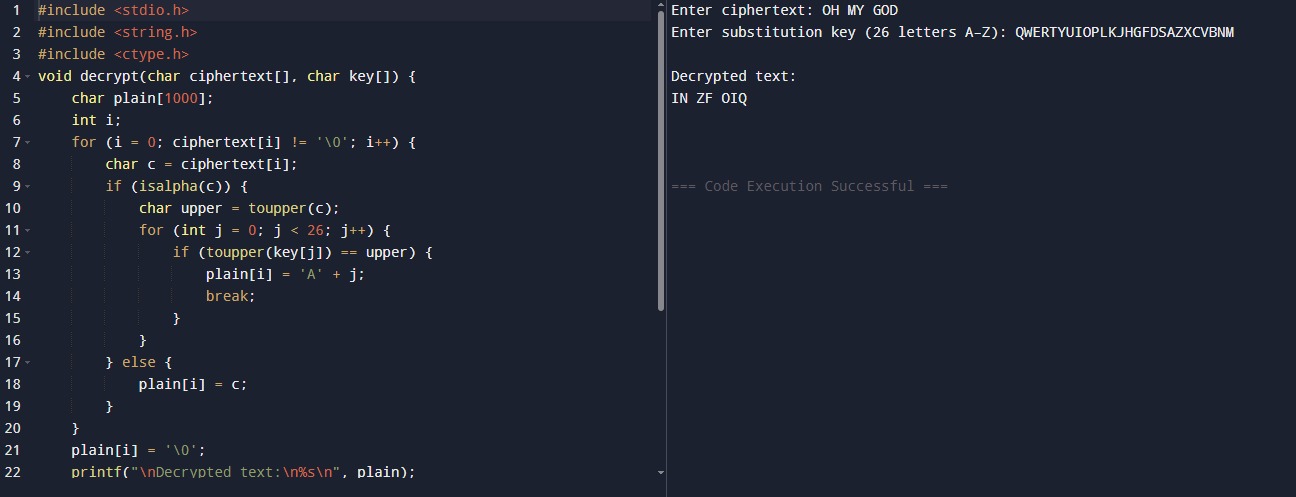 1 #include <stdio.h>
2 #include <string.h>
3 #include <ctype.h>
4 void decrypt(char ciphertext[], char key[]) {
5 char plain[1000];
6 int i;
7 for (i = 0; ciphertext[i] != '\0'; i++) {
8 char c = ciphertext[i];
9 if (isalpha(c)) {
10 char upper = toupper(c);
11 for (int j = 0; j < 26; j++) {
12 if (toupper(key[j]) == upper) {
13 plain[i] = 'A' + j;
14 break;
15 }
16 }
17 } else {
18 plain[i] = c;
19 }
20 }
21 plain[i] = '\0';
22 printf("\nDecrypted text:\n%s\n", plain);
Enter ciphertext: OH MY GOD
Enter substitution key (26 letters A-Z): QWERTYUIOPLKJHGFDSAZXCVBNM
Decrypted text:
IN ZF OIQ
=== Code Execution Successful ===